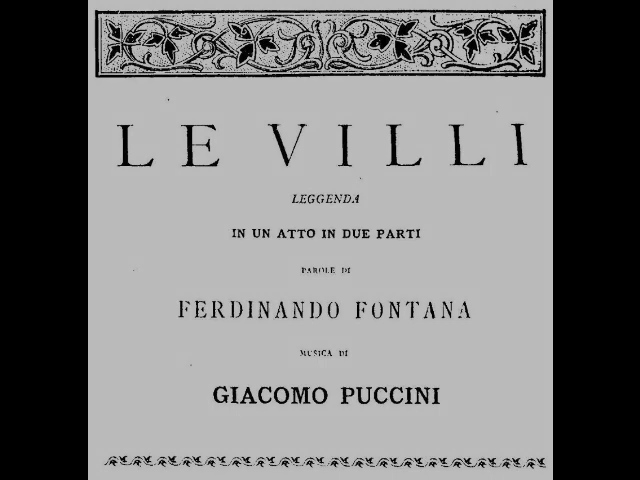 LE VILLI
LEGGENDA
IN UN ATTO IN DUE PARTI
PAROLE DI
FERDINANDO FONTANA
MUSICA DI
GIACOMO PUCCINI